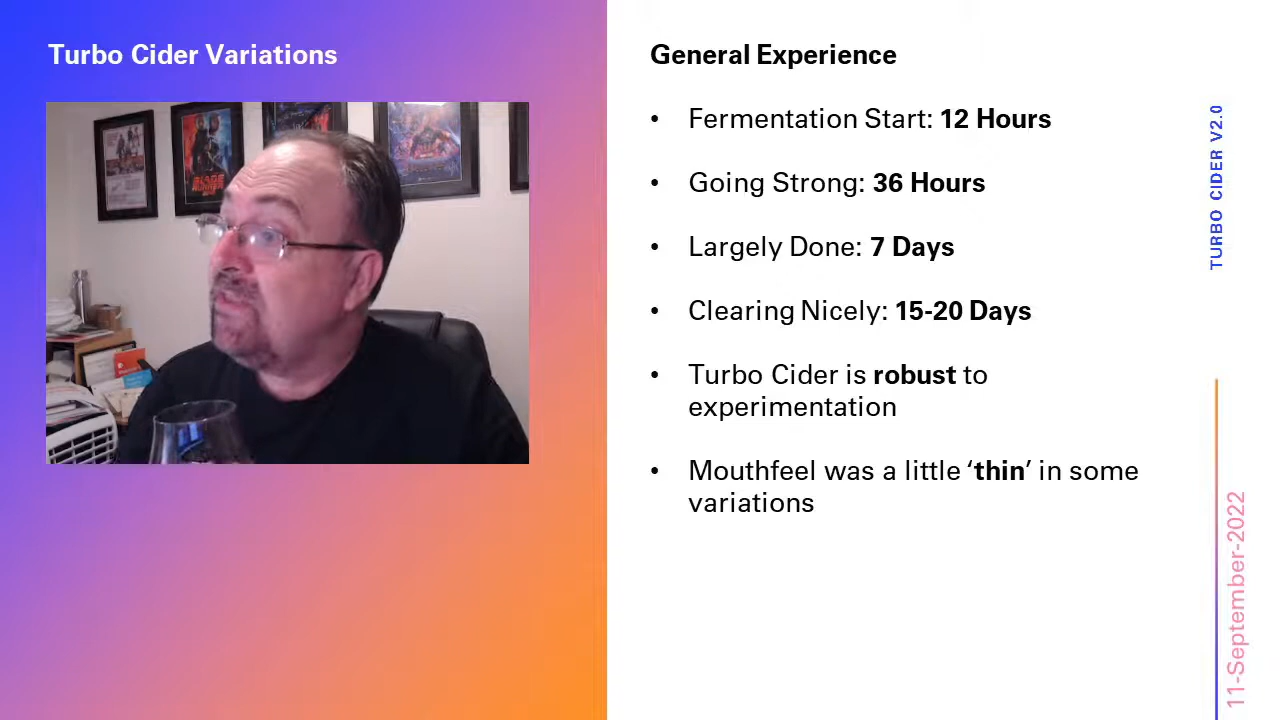 Turbo Cider Variations
General Experience
• Fermentation Start: 12 Hours
• Going Strong: 36 Hours
• Largely Done: 7 Days
• Clearing Nicely: 15-20 Days
• Turbo Cider is robust to
experimentation
• Mouthfeel was a little ‘thin’ in some
variations
TURBO CIDER V2.0
11-September-2022